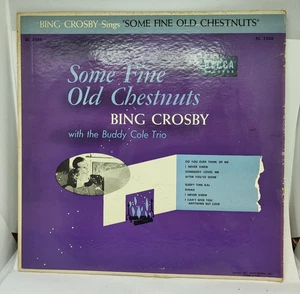 BING CROSBY Sings "SOME FINE OLD CHESTNUTS"
DECCA
RECORDS
Some Fine
Old Chestnuts
BING CROSBY
with the Buddy Cole Trio
DO YOU EVER THINK OF ME
I NEVER KNEW
SOMEBODY LOVES ME
AFTER YOU'VE GONE
SLEEPY TIME GAL
DINAH
I NEVER KNEW
I CAN'T GIVE YOU
ANYTHING BUT LOVE